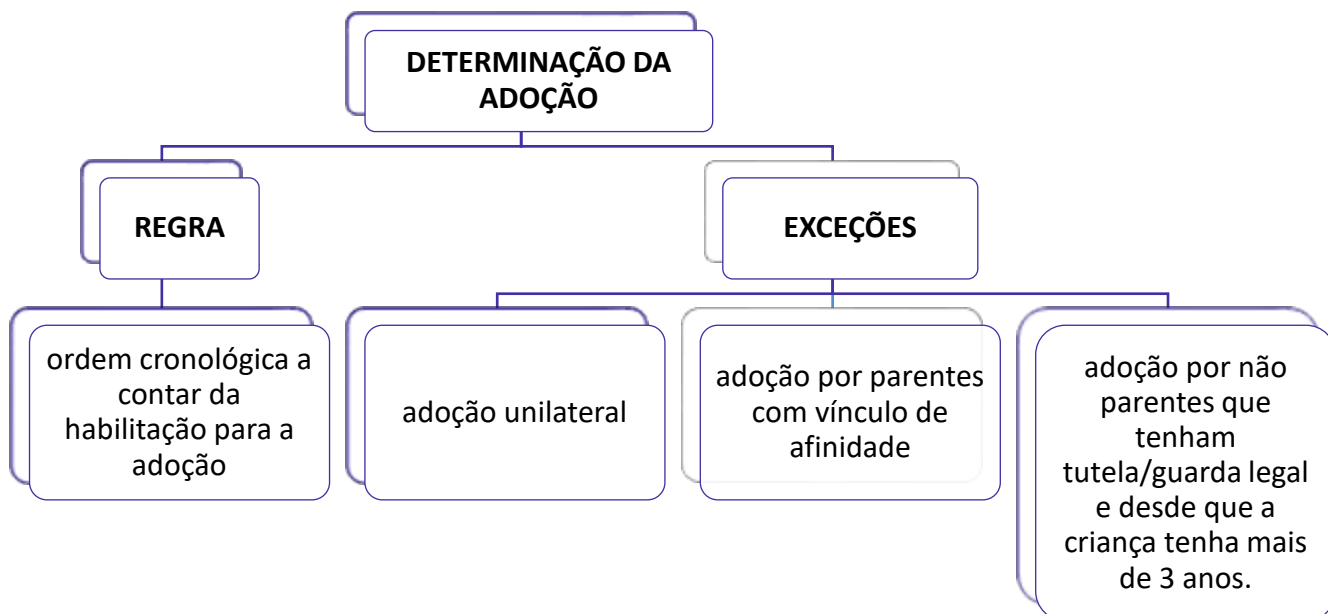 DETERMINAÇÃO DA
ADOÇÃO
REGRA
EXCEÇÕES
ordem cronológica a
contar da
habilitação para a
adoção
adoção unilateral
adoção por parentes
com vínculo de
afinidade
adoção por não
parentes que
tenham
tutela/guarda legal
e desde que a
criança tenha mais
de 3 anos.